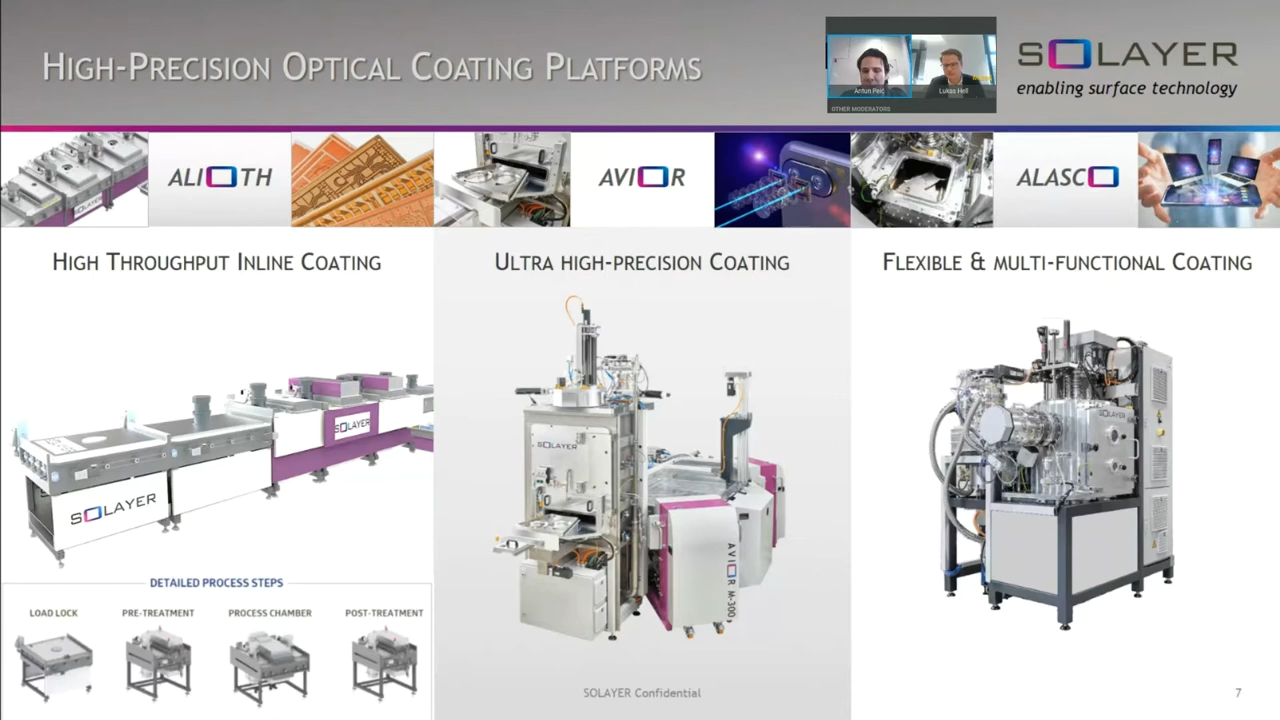 HIGH-PRECISION OPTICAL COATING PLATFORMS
Antun Peić
Lukas Hell
OTHER MODERATORS
SOLAYER
enabling surface technology
ALIOTH
AVIOR
ALASCO
HIGH THROUGHPUT INLINE COATING
ULTRA HIGH-PRECISION COATING
FLEXIBLE & MULTI-FUNCTIONAL COATING
SOLAYER
SOLAYER
SOLAYER
AVIOR M-300
SOLAYER
DETAILED PROCESS STEPS
LOAD LOCK
PRE-TREATMENT
PROCESS CHAMBER
POST-TREATMENT
SOLAYER Confidential
7